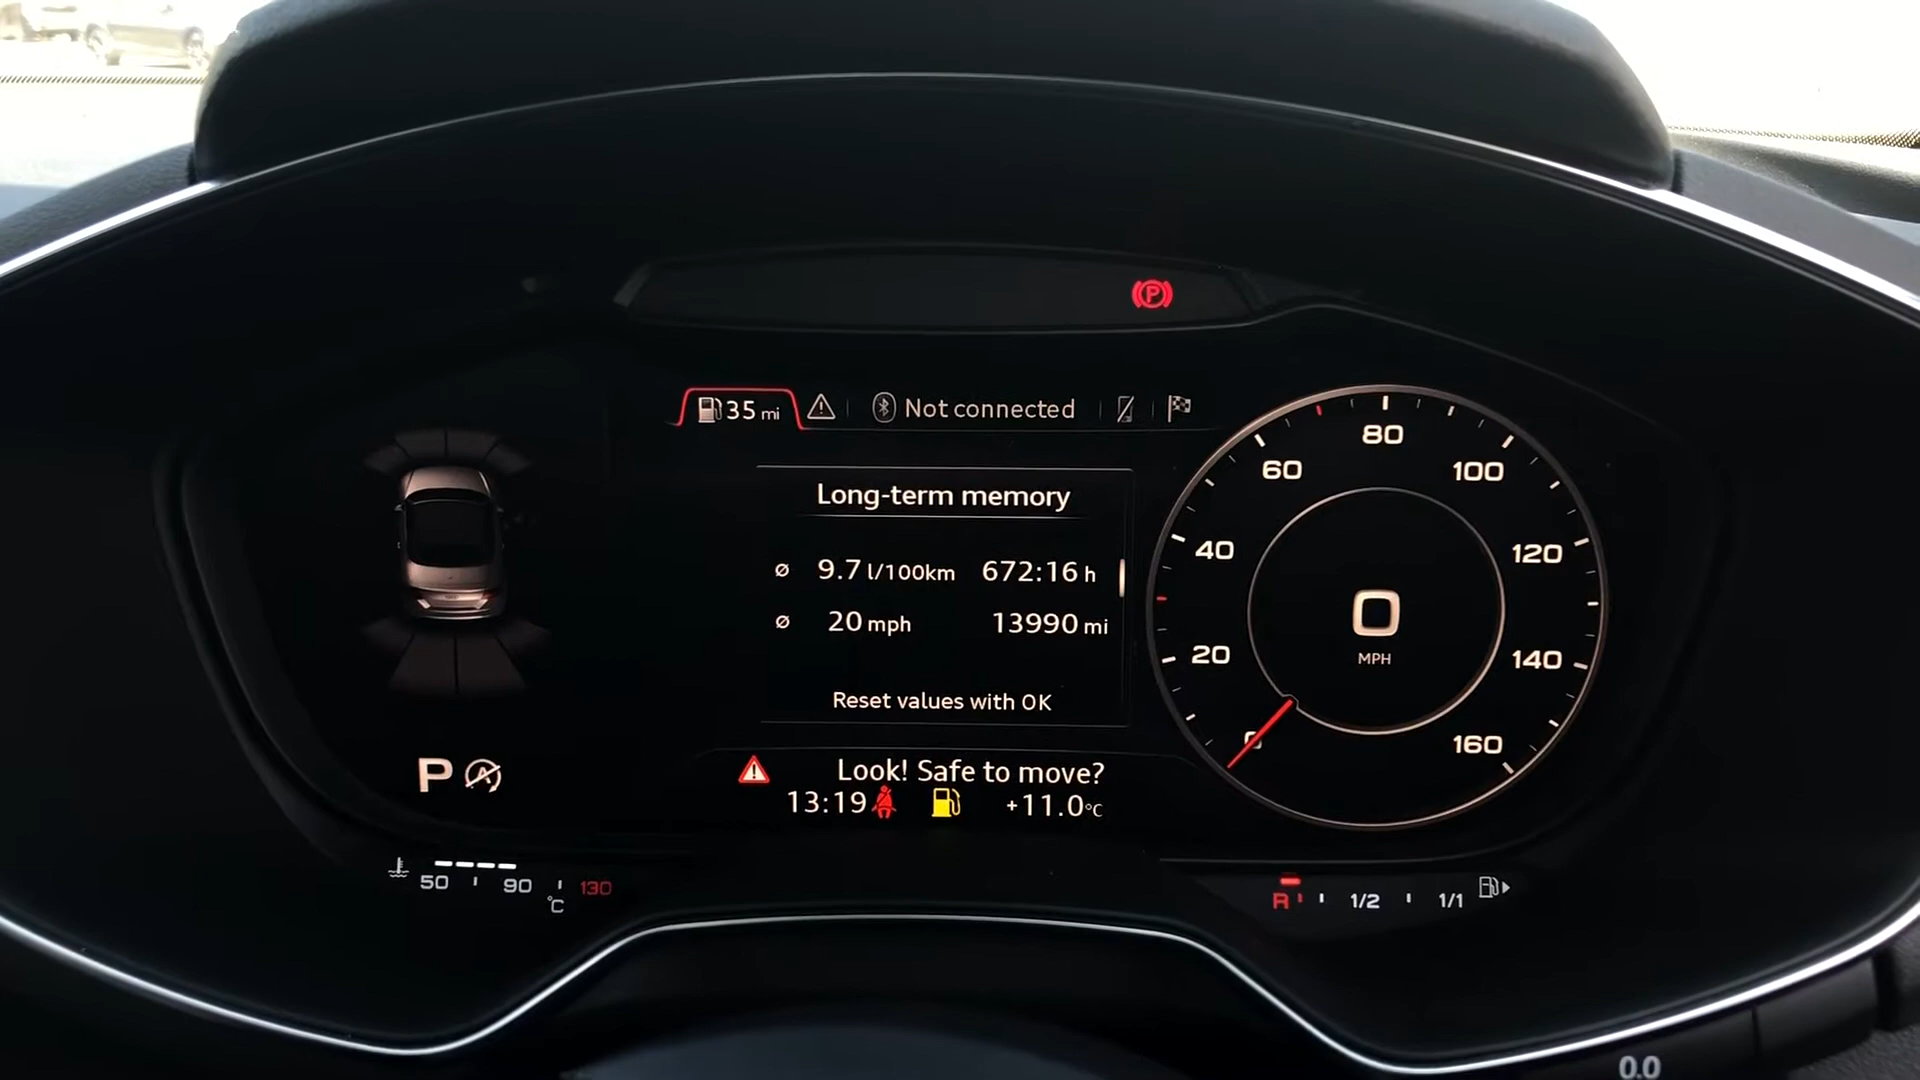 P
35 mi
Not connected
Long-term memory
Ø 9.7 l/100km 672:16 h
Ø 20 mph 13990 mi
Reset values with OK
P A
Look! Safe to move?
13:19 +11.0°C
0 20 40 60 80 100 120 140 160
0
MPH
50 90 130
°C
R 1/2 1/1
0.0